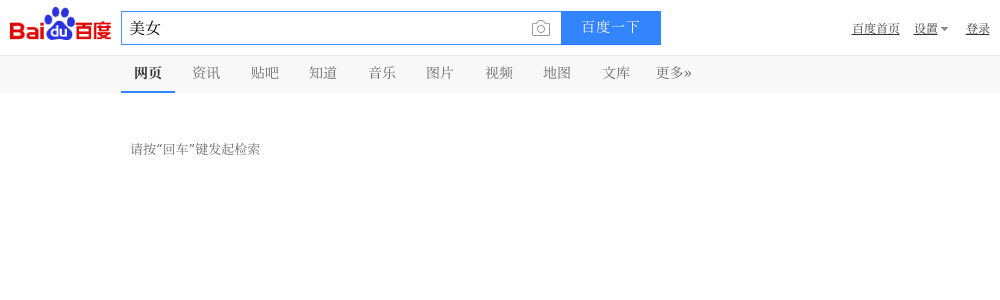 Bai du 百度 美女 百度一下 百度首页 设置 登录
网页 资讯 贴吧 知道 音乐 图片 视频 地图 文库 更多»
请按“回车”键发起检索